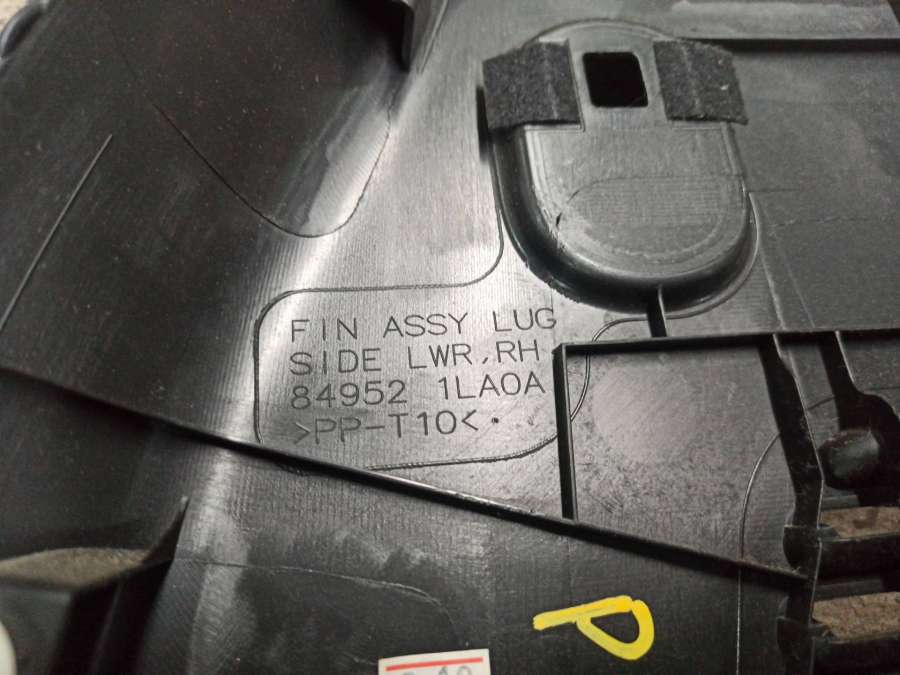 FIN ASSY LUG
SIDE LWR,RH
84952 1LA0A
>PP-T10<
P